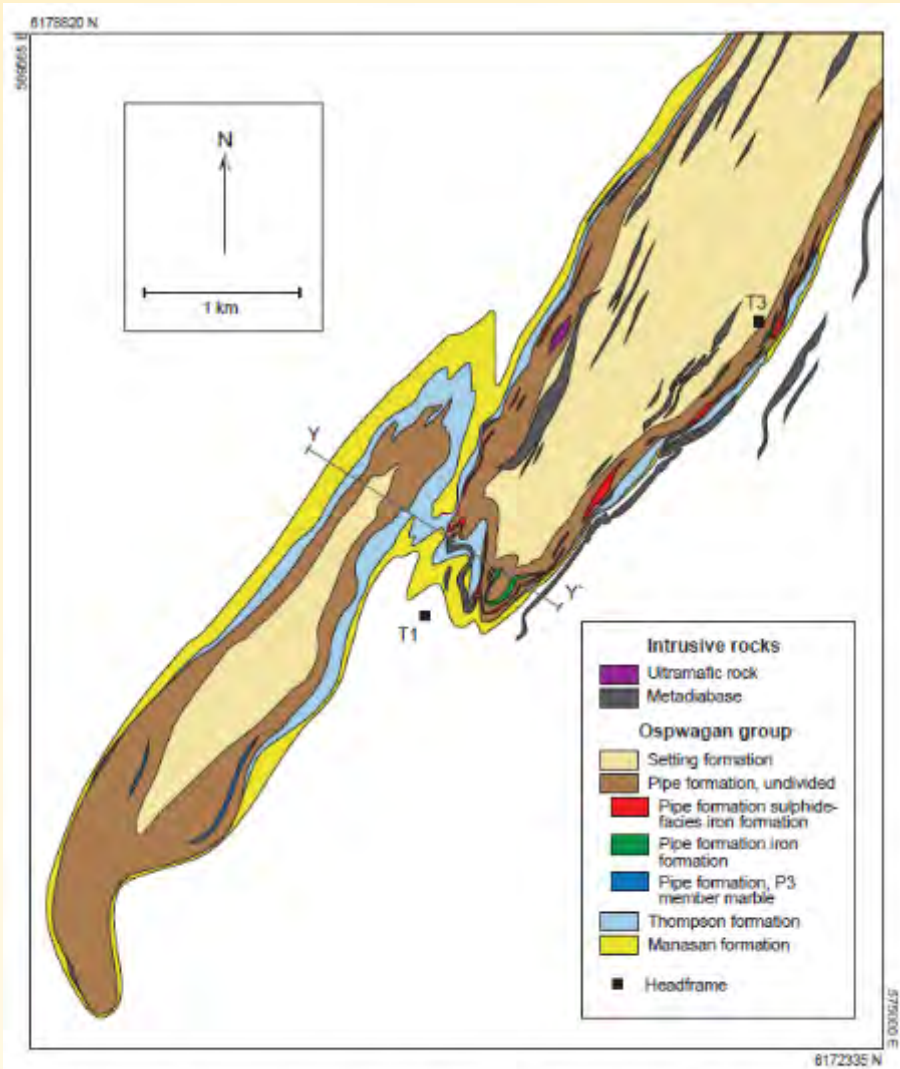 6178820 N
569565 E
N
1 km
T3
Y
Y'
T1
Intrusive rocks
Ultramafic rock
Metadiabase
Ospwagan group
Setting formation
Pipe formation, undivided
Pipe formation sulphide-
facies iron formation
Pipe formation iron
formation
Pipe formation, P3
member marble
Thompson formation
Manasan formation
Headframe
575000 E
6172335 N